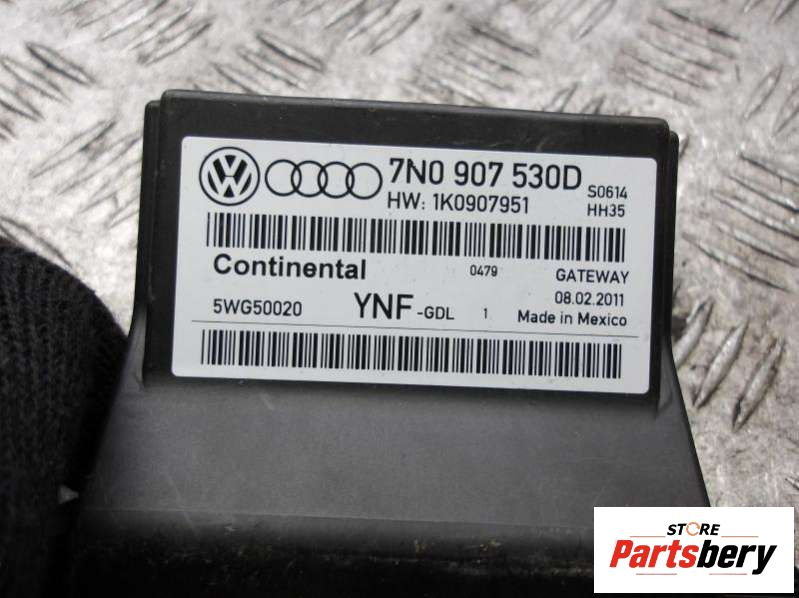 7N0 907 530D
HW: 1K0907951
S0614
HH35
Continental
0479
GATEWAY
08.02.2011
5WG50020
YNF -GDL 1
Made in Mexico
STORE
Partsbery